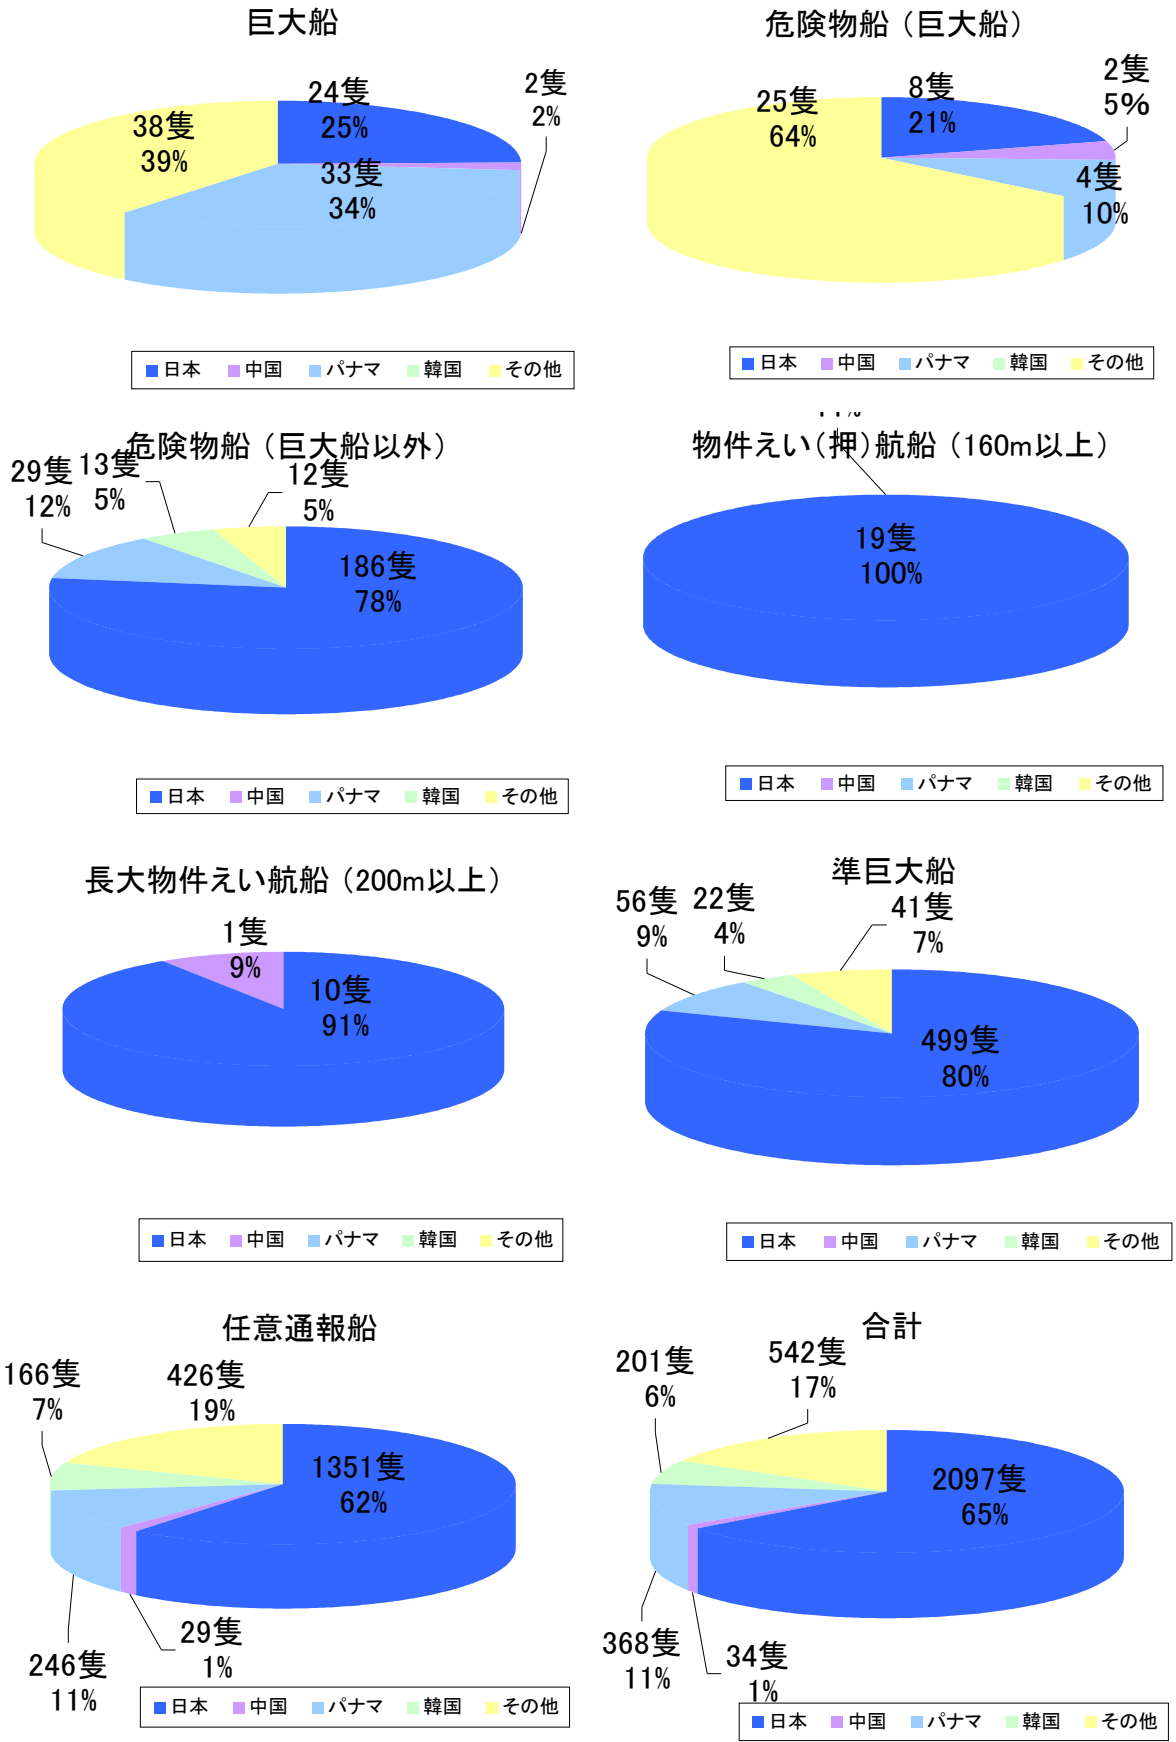 巨大船
24隻
25%
2隻
2%
38隻
39%
33隻
34%
日本 中国 パナマ 韓国 その他
危険物船（巨大船）
25隻
64%
8隻
21%
2隻
5%
4隻
10%
日本 中国 パナマ 韓国 その他
危険物船（巨大船以外）
29隻
12%
13隻
5%
12隻
5%
186隻
78%
日本 中国 パナマ 韓国 その他
物件えい（押）航船（160m以上）
19隻
100%
日本 中国 パナマ 韓国 その他
長大物件えい航船（200m以上）
1隻
9%
10隻
91%
日本 中国 パナマ 韓国 その他
準巨大船
56隻
9%
22隻
4%
41隻
7%
499隻
80%
日本 中国 パナマ 韓国 その他
任意通報船
166隻
7%
426隻
19%
1351隻
62%
29隻
1%
246隻
11%
日本 中国 パナマ 韓国 その他
合計
201隻
6%
542隻
17%
2097隻
65%
368隻
11%
34隻
1%
日本 中国 パナマ 韓国 その他